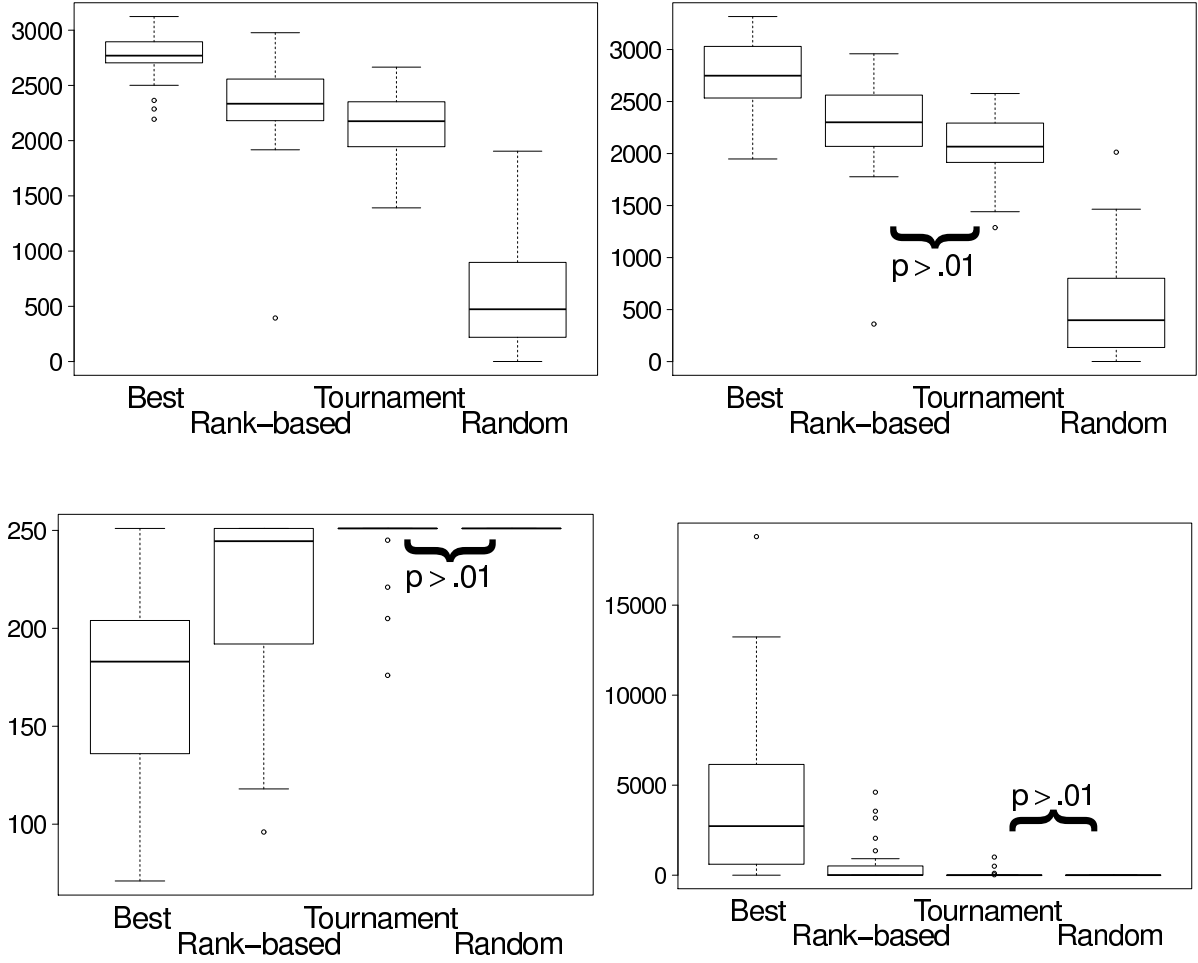 3000
2500
2000
1500
1000
500
0
Best
Tournament
Rank-based
Random
3000
2500
2000
1500
1000
500
0
p > .01
Best
Tournament
Rank-based
Random
250
200
150
100
p > .01
Best
Tournament
Rank-based
Random
15000
10000
5000
0
p > .01
Best
Tournament
Rank-based
Random